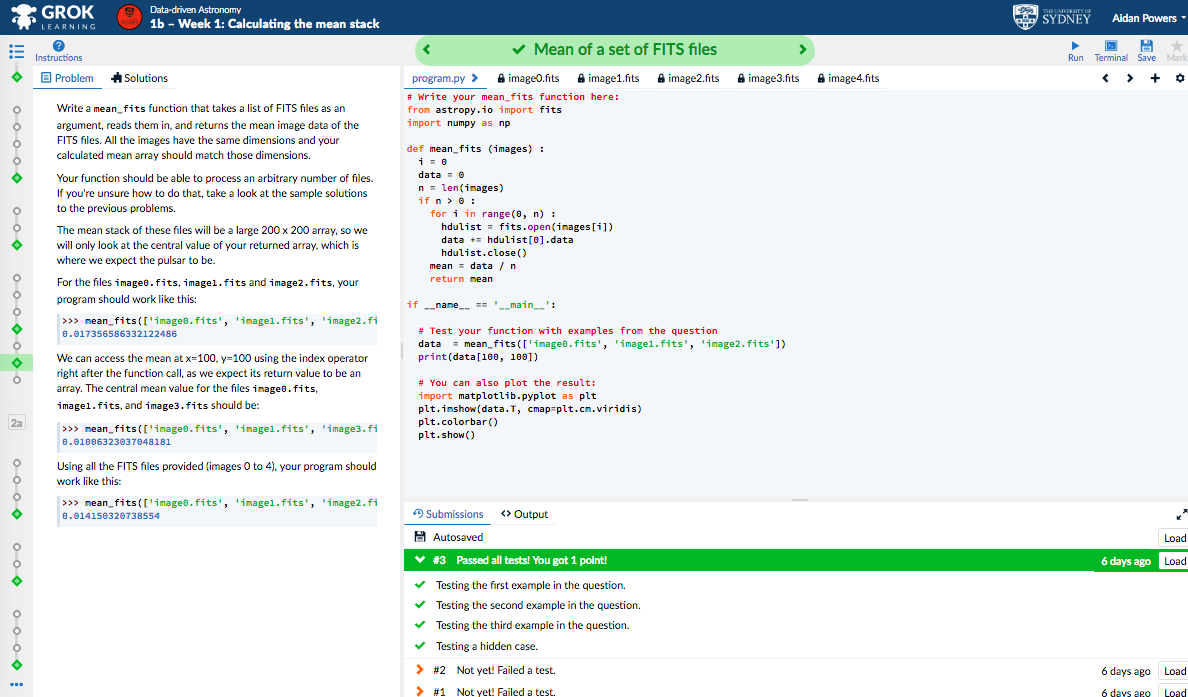 GROK
LEARNING
Data-driven Astronomy
1b – Week 1: Calculating the mean stack
THE UNIVERSITY OF
SYDNEY
Aidan Powers
Instructions
Mean of a set of FITS files
Run
Terminal
Save
Mark
Problem
Solutions
program.py
image0.fits
image1.fits
image2.fits
image3.fits
image4.fits
Write a mean_fits function that takes a list of FITS files as an
argument, reads them in, and returns the mean image data of the
FITS files. All the images have the same dimensions and your
calculated mean array should match those dimensions.
Your function should be able to process an arbitrary number of files.
If you're unsure how to do that, take a look at the sample solutions
to the previous problems.
The mean stack of these files will be a large 200 x 200 array, so we
will only look at the central value of your returned array, which is
where we expect the pulsar to be.
For the files image0.fits, image1.fits and image2.fits, your
program should work like this:
>>> mean_fits(['image0.fits', 'image1.fits', 'image2.fi
0.017356586332122486
We can access the mean at x=100, y=100 using the index operator
right after the function call, as we expect its return value to be an
array. The central mean value for the files image0.fits,
image1.fits, and image3.fits should be:
>>> mean_fits(['image0.fits', 'image1.fits', 'image3.fi
0.01006323037048181
Using all the FITS files provided (images 0 to 4), your program should
work like this:
>>> mean_fits(['image0.fits', 'image1.fits', 'image2.fi
0.014150320738554
2a
# Write your mean_fits function here:
from astropy.io import fits
import numpy as np
def mean_fits (images) :
i = 0
data = 0
n = len(images)
if n > 0 :
for i in range(0, n) :
hdulist = fits.open(images[i])
data += hdulist[0].data
hdulist.close()
mean = data / n
return mean
if __name__ == '__main__':
# Test your function with examples from the question
data  = mean_fits(['image0.fits', 'image1.fits', 'image2.fits'])
print(data[100, 100])
# You can also plot the result:
import matplotlib.pyplot as plt
plt.imshow(data.T, cmap=plt.cm.viridis)
plt.colorbar()
plt.show()
Submissions
Output
Autosaved
Load
#3 Passed all tests! You got 1 point!
6 days ago
Load
Testing the first example in the question.
Testing the second example in the question.
Testing the third example in the question.
Testing a hidden case.
#2 Not yet! Failed a test.
6 days ago
Load
#1 Not yet! Failed a test.
6 days ago
Load